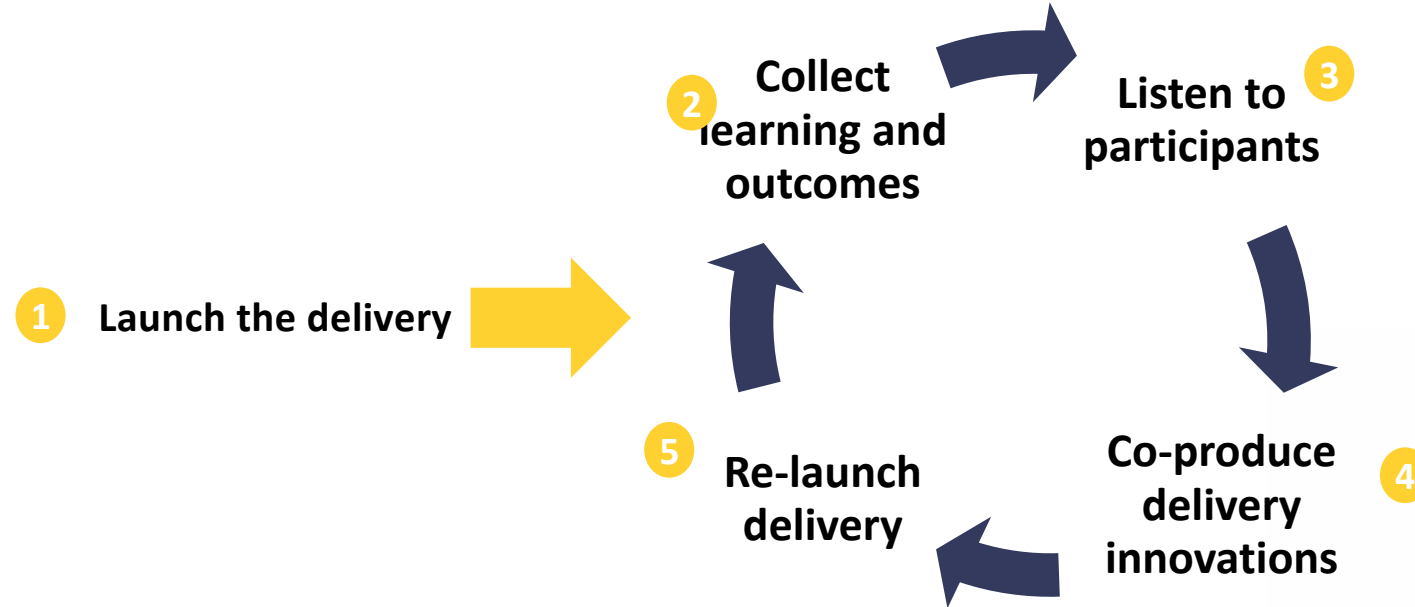 1
Launch the delivery
2
Collect
learning and
outcomes
3
Listen to
participants
4
Co-produce
delivery
innovations
5
Re-launch
delivery